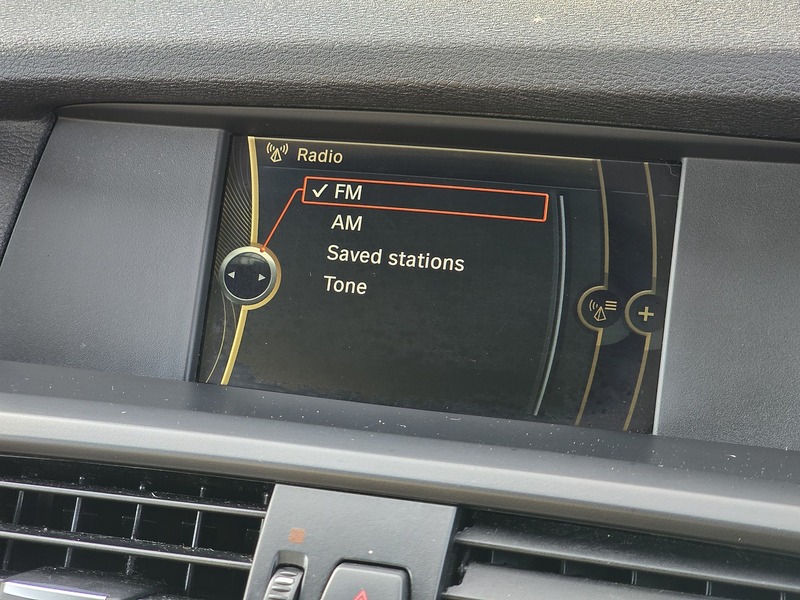 Radio
✓ FM
AM
Saved stations
Tone